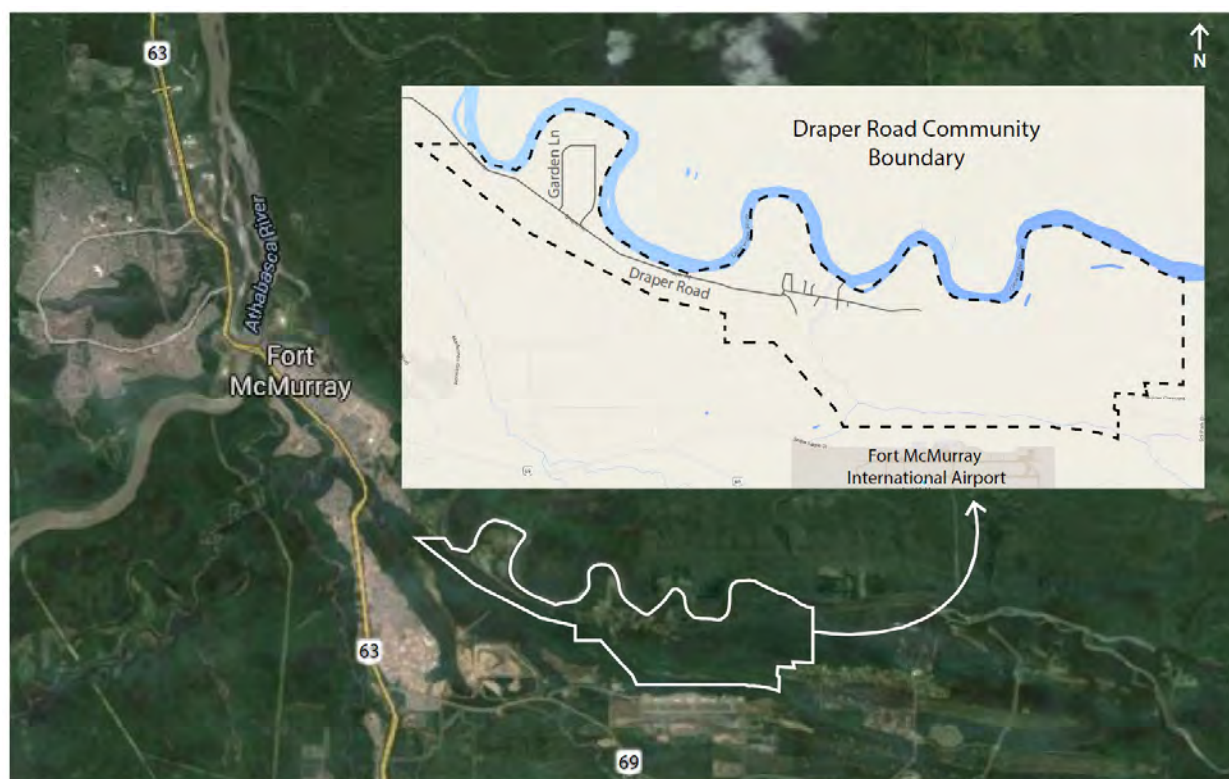 63
N
Draper Road Community
Boundary
Garden Ln
Draper Road
Athabasca River
Fort
McMurray
Fort McMurray
International Airport
63
69